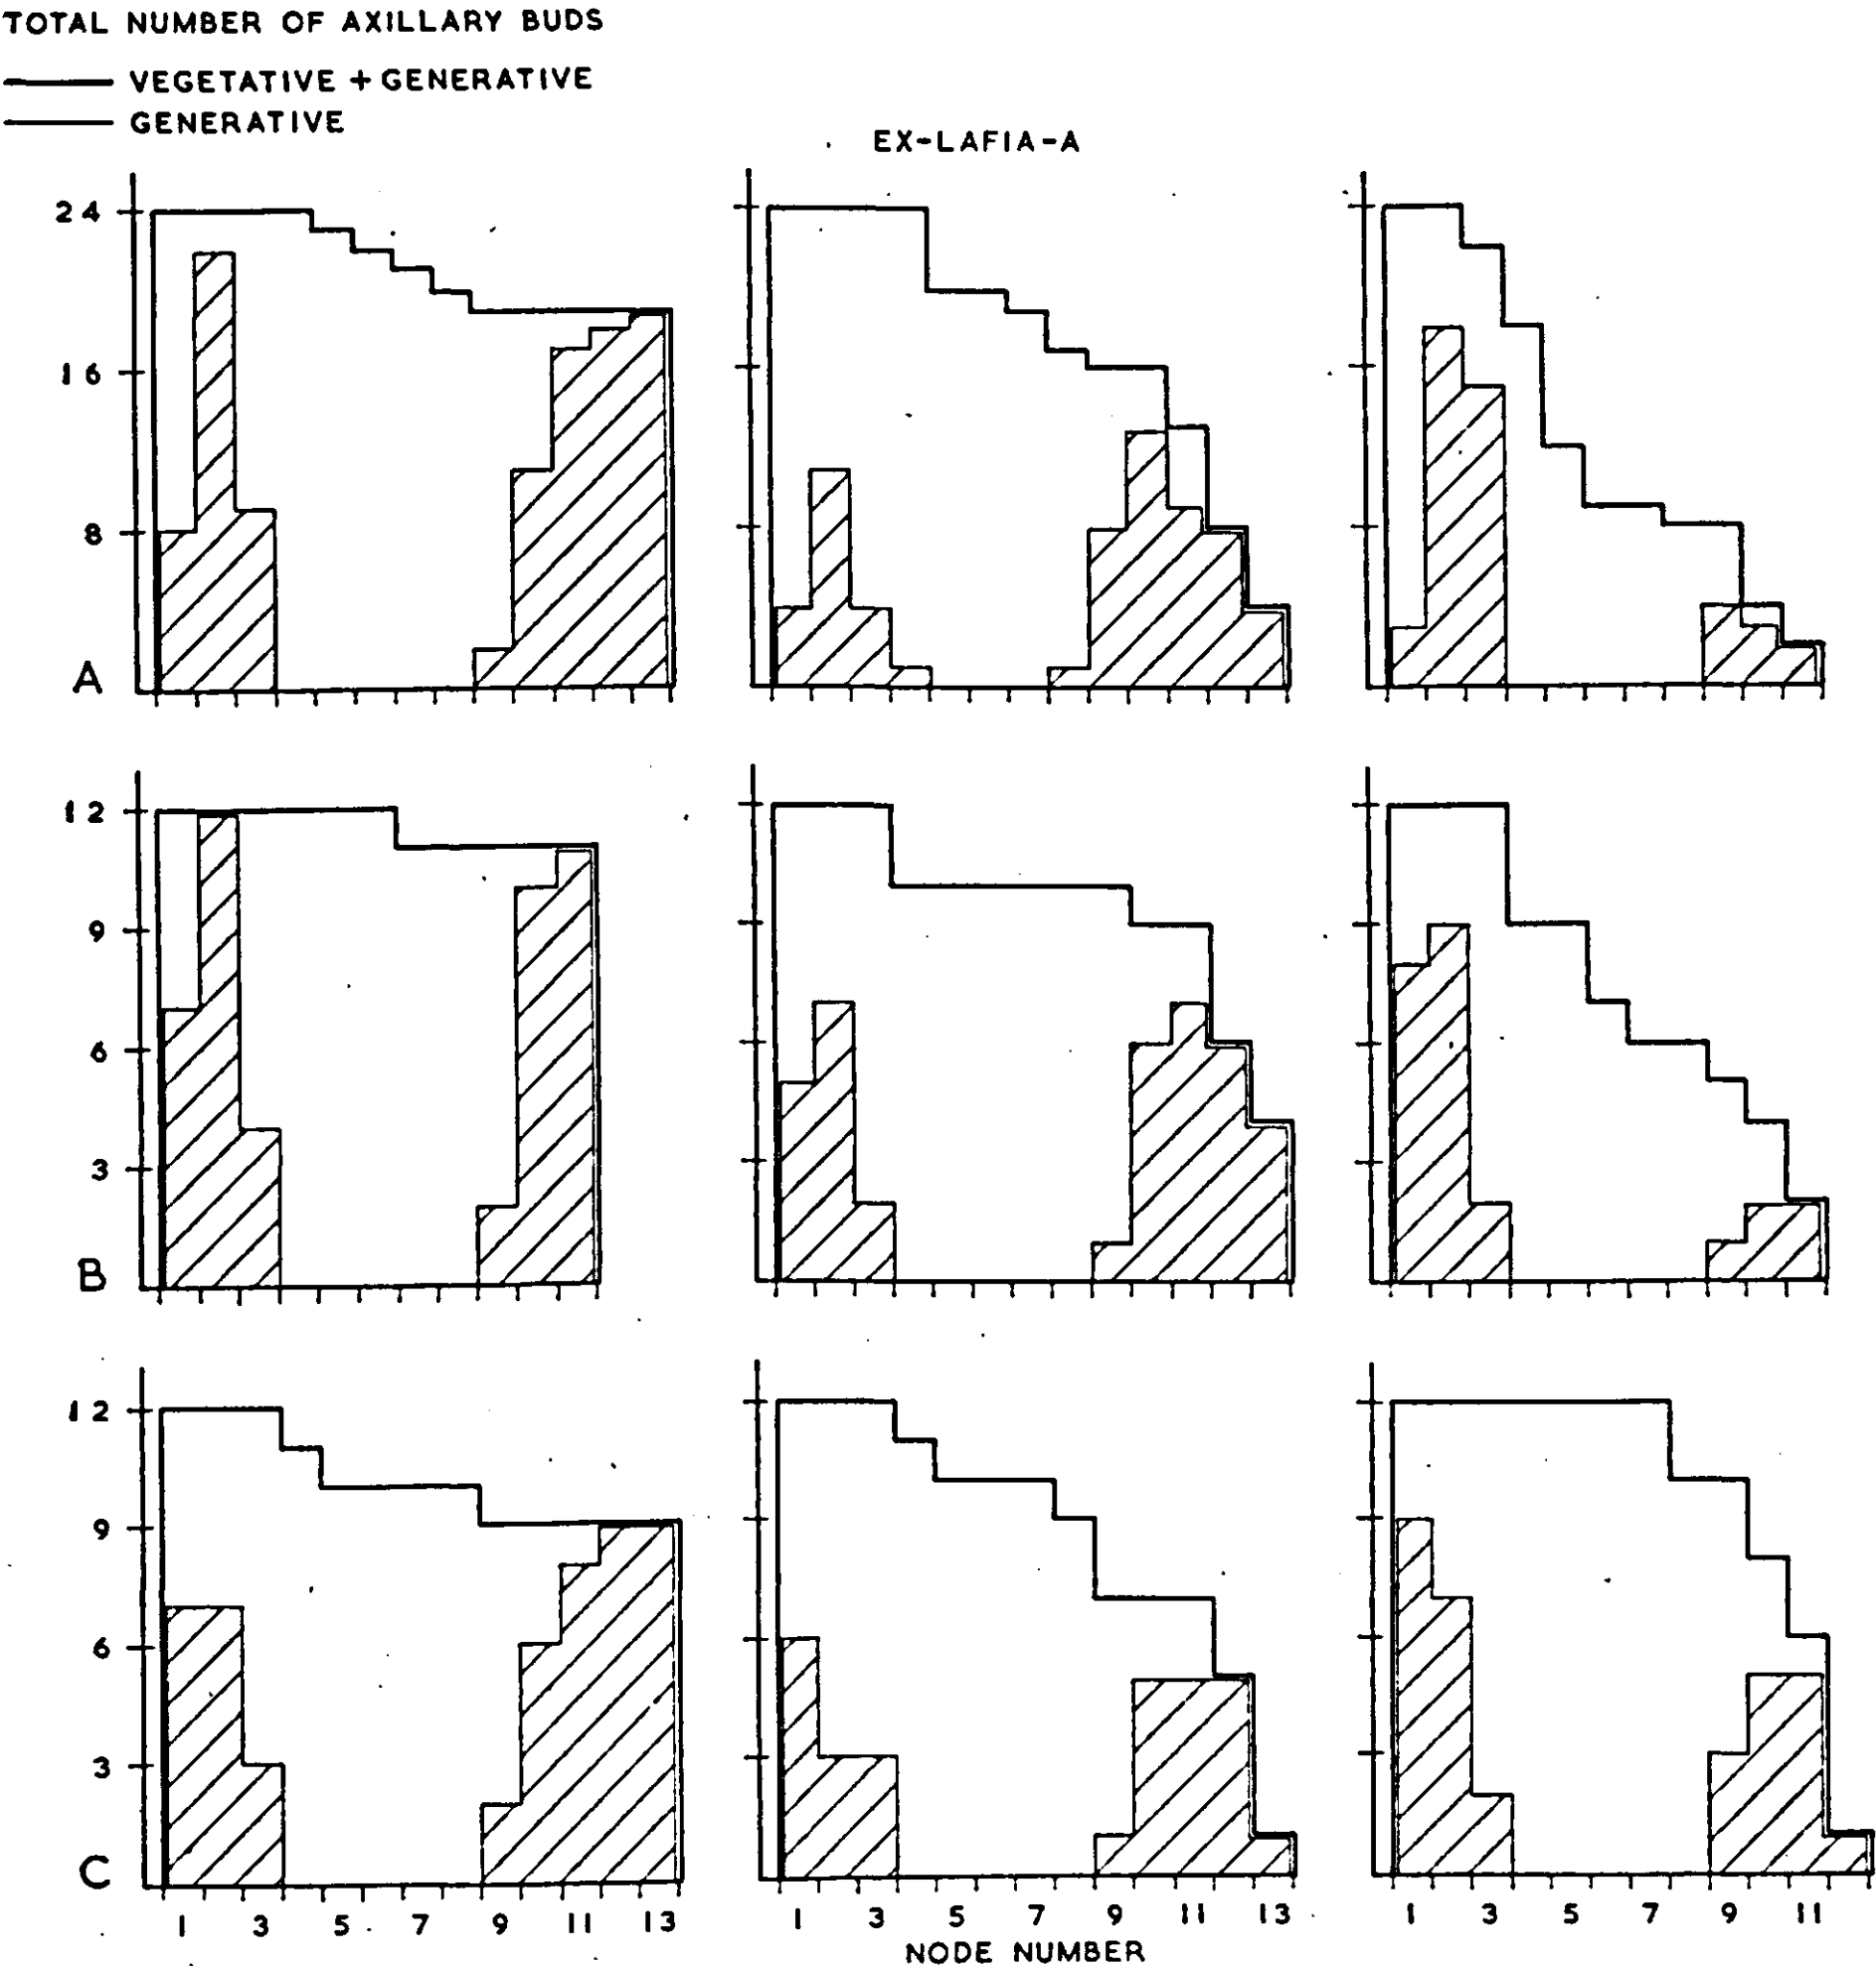 TOTAL NUMBER OF AXILLARY BUDS
VEGETATIVE + GENERATIVE
GENERATIVE
EX-LAFIA-A
24
16
8
A
12
9
6
3
B
12
9
6
3
C
1 3 5 7 9 11 13
1 3 5 7 9 11 13
1 3 5 7 9 11
NODE NUMBER